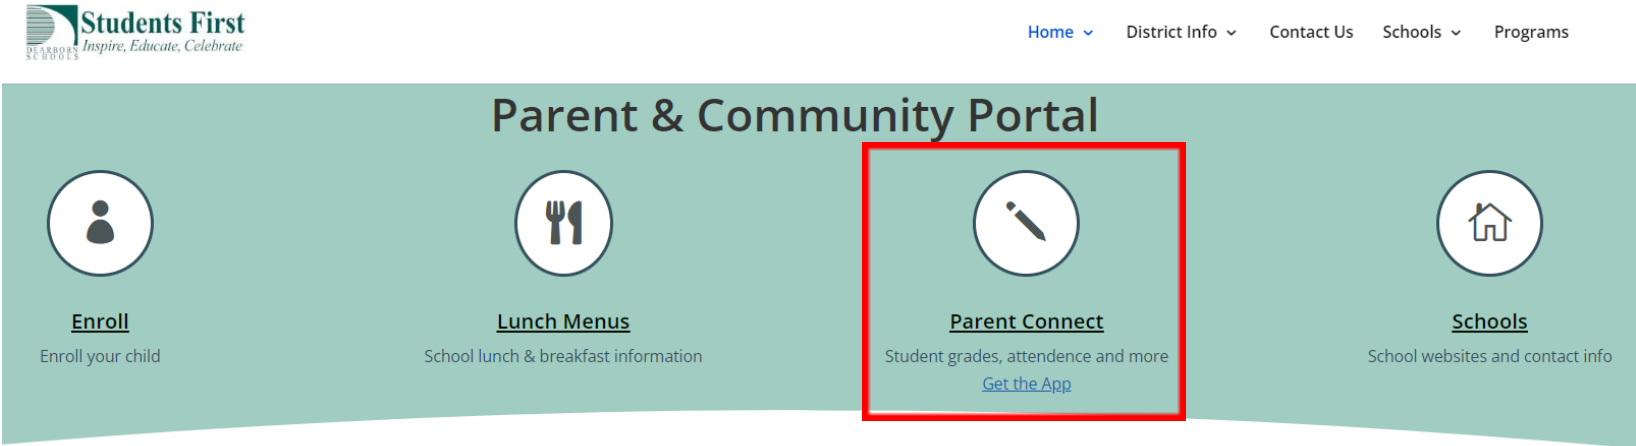 Students First
Inspire, Educate, Celebrate
DEARBORN
SCHOOLS
Home
District Info
Contact Us
Schools
Programs
Parent & Community Portal
Enroll
Enroll your child
Lunch Menus
School lunch & breakfast information
Parent Connect
Student grades, attendence and more
Get the App
Schools
School websites and contact info